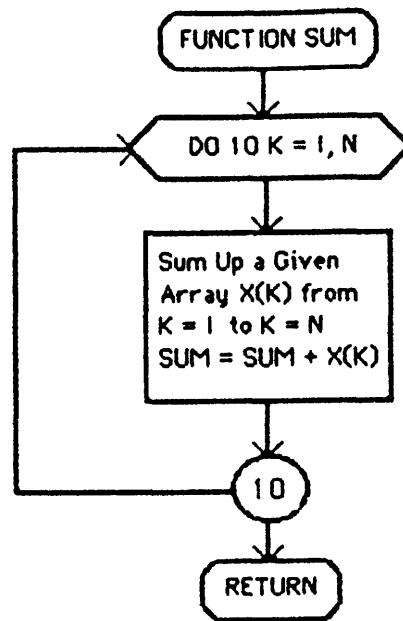 FUNCTION SUM
DO 10 K = 1, N
Sum Up a Given
Array X(K) from
K = 1 to K = N
SUM = SUM + X(K)
10
RETURN